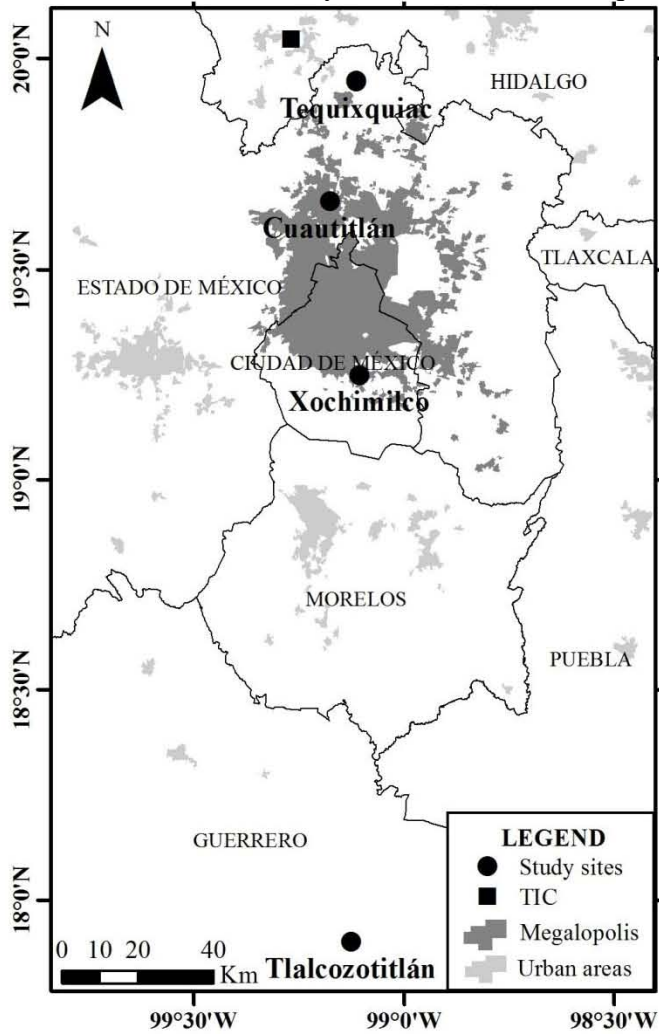 N
20°0'N
HIDALGO
Tequixquiac
Cuautitlán
19°30'N
TLAXCALA
ESTADO DE MÉXICO
CIUDAD DE MÉXICO
Xochimilco
19°0'N
MORELOS
PUEBLA
18°30'N
GUERRERO
LEGEND
Study sites
TIC
Megalopolis
Urban areas
18°0'N
0 10 20 40
Km
Tlalcozotitlán
99°30'W 99°0'W 98°30'W